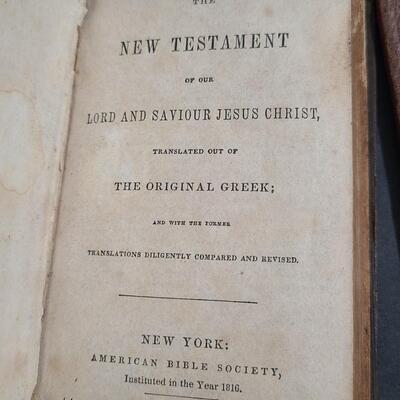 THE
NEW TESTAMENT
OF OUR
LORD AND SAVIOUR JESUS CHRIST,
TRANSLATED OUT OF
THE ORIGINAL GREEK;
AND WITH THE FORMER
TRANSLATIONS DILIGENTLY COMPARED AND REVISED.
NEW YORK:
AMERICAN BIBLE SOCIETY,
Instituted in the Year 1816.